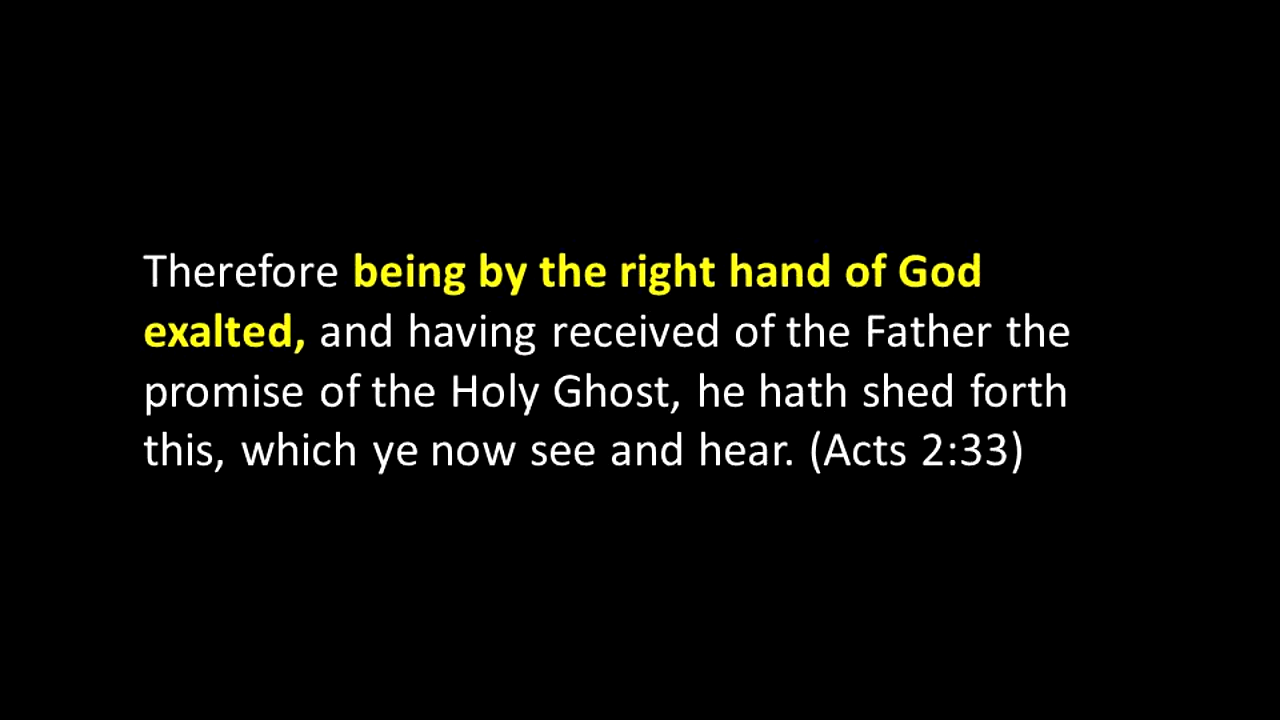 Therefore being by the right hand of God
exalted, and having received of the Father the
promise of the Holy Ghost, he hath shed forth
this, which ye now see and hear. (Acts 2:33)